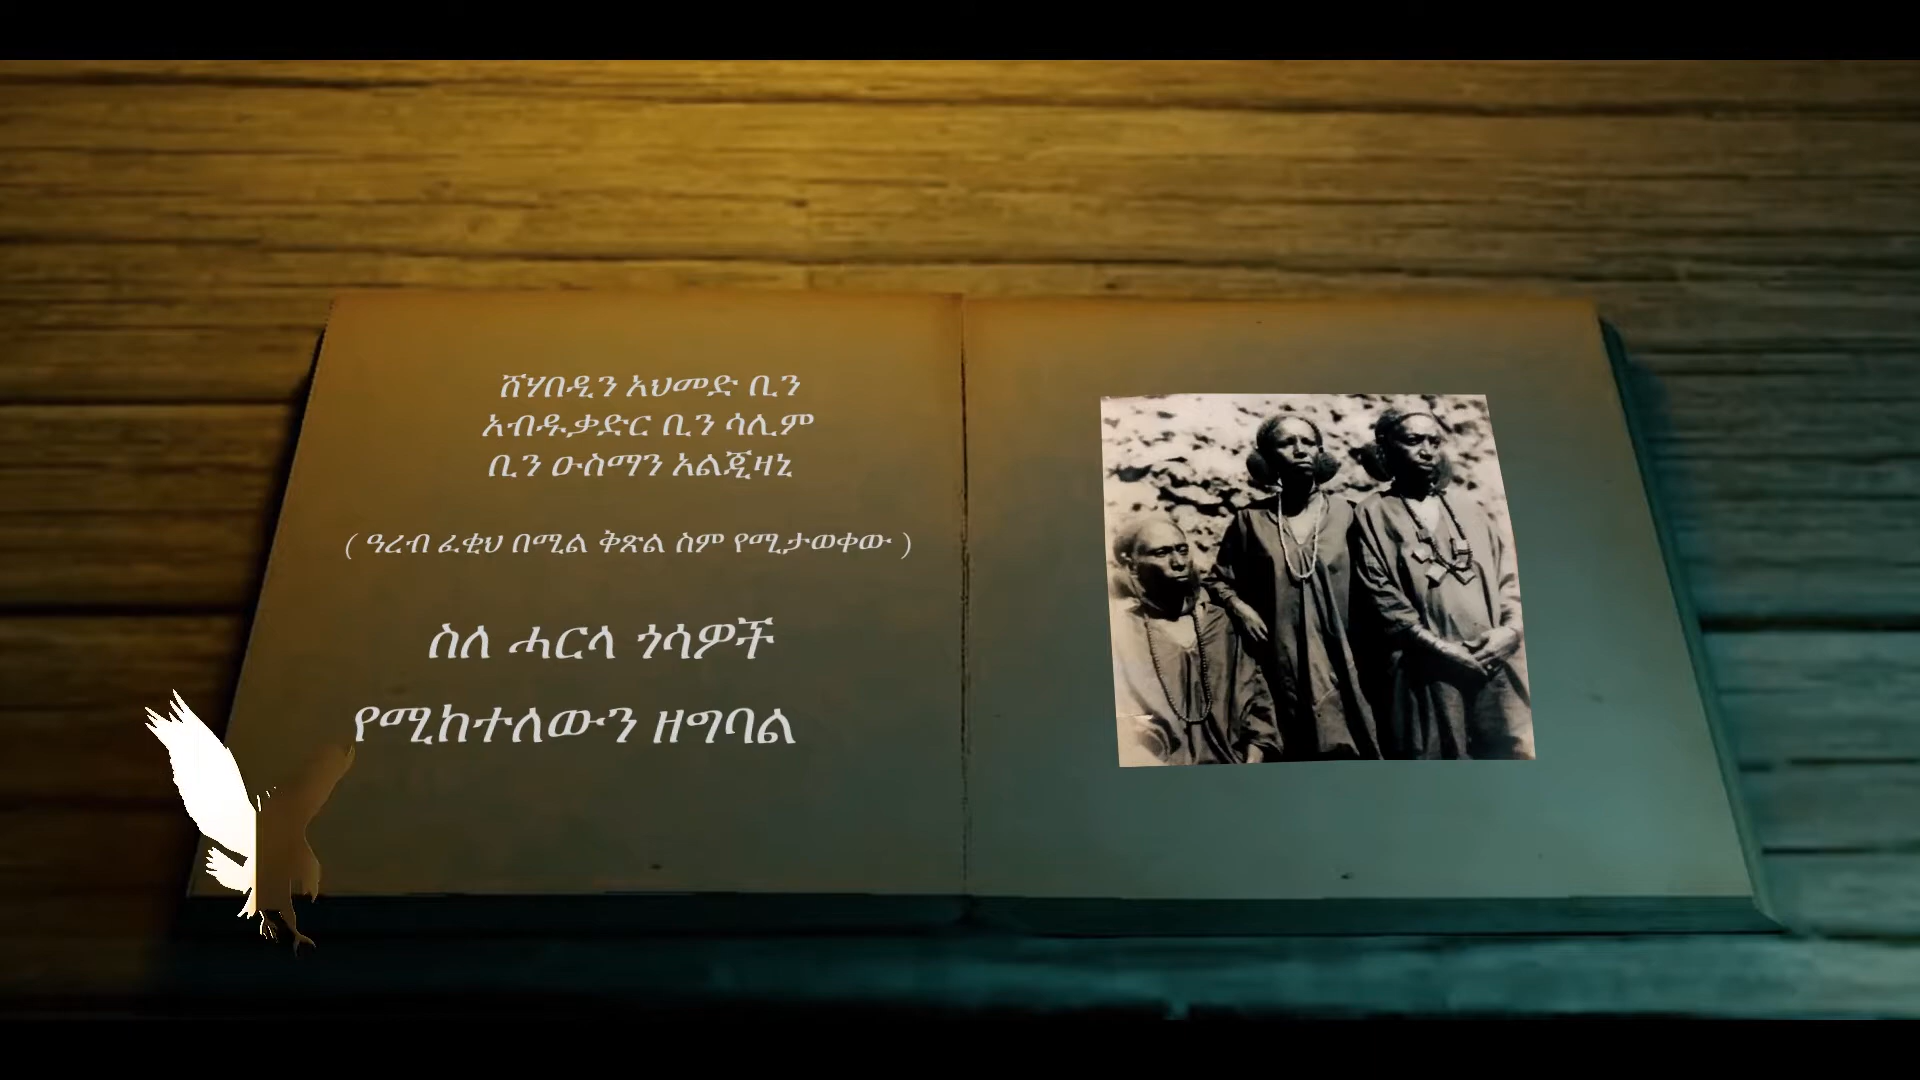 ሸሃበዲን አህመድ ቢን
አብዱቃድር ቢን ሳሊም
ቢን ዑስማን አልጂዛኒ
( ዓረብ ፈቂህ በሚል ቅጽል ስም የሚታወቀው )
ስለ ሓርላ ጎሳዎች
የሚከተለውን ዘግባል